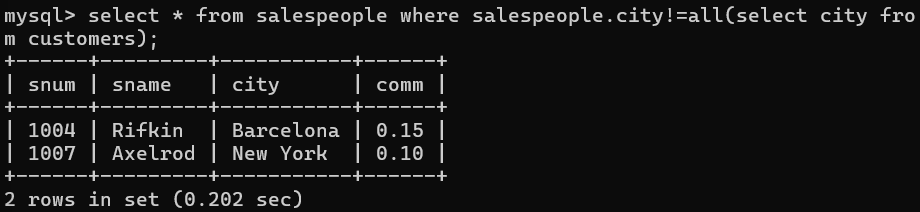 mysql> select * from salespeople where salespeople.city!=all(select city fro
m customers);
+------+---------+-----------+------+
| snum | sname   | city      | comm |
+------+---------+-----------+------+
| 1004 | Rifkin  | Barcelona | 0.15 |
| 1007 | Axelrod | New York  | 0.10 |
+------+---------+-----------+------+
2 rows in set (0.202 sec)